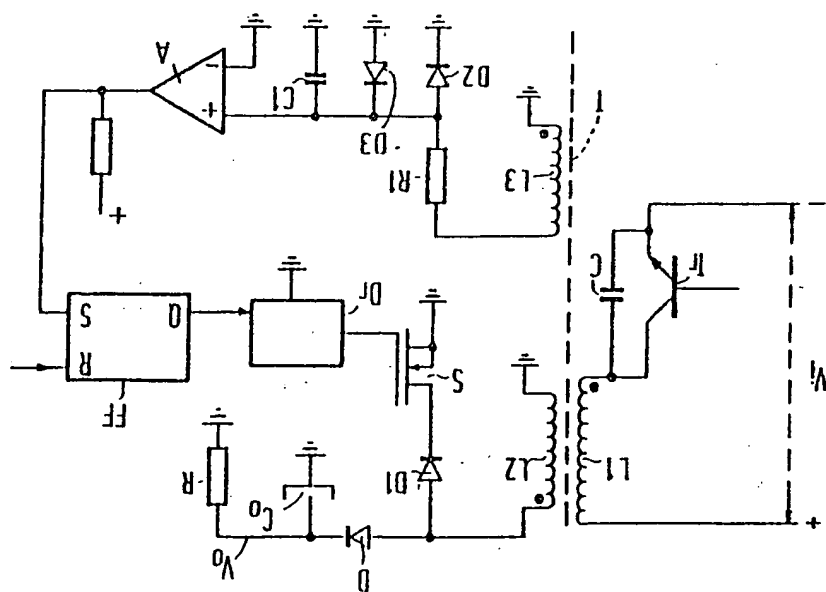 D
Vo
+
Co
R
D1
L2
L1
FF
S
R
Vi
Dr
Q
S
C
Tr
+
-
R1
L3
T
D3
+
C1
D2
-
A